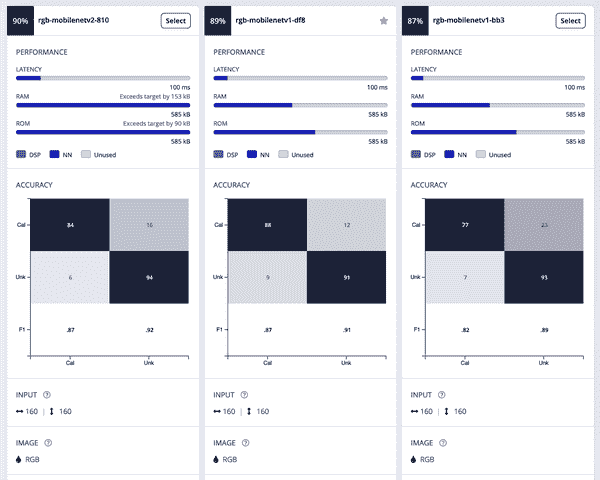 90% rgb-mobilenetv2-810 Select
PERFORMANCE
LATENCY
100 ms
RAM Exceeds target by 153 kB
585 kB
ROM Exceeds target by 90 kB
585 kB
DSP NN Unused
ACCURACY
Cal 84 16
Unk 6 94
F1 .87 .92
Cal Unk
INPUT ?
160 | 160
IMAGE ?
RGB
89% rgb-mobilenetv1-df8
PERFORMANCE
LATENCY
100 ms
RAM
585 kB
ROM
585 kB
DSP NN Unused
ACCURACY
Cal 88 12
Unk 9 91
F1 .87 .91
Cal Unk
INPUT ?
160 | 160
IMAGE ?
RGB
87% rgb-mobilenetv1-bb3 Select
PERFORMANCE
LATENCY
100 ms
RAM
585 kB
ROM
585 kB
DSP NN Unused
ACCURACY
Cal 77 23
Unk 7 93
F1 .82 .89
Cal Unk
INPUT ?
160 | 160
IMAGE ?
RGB